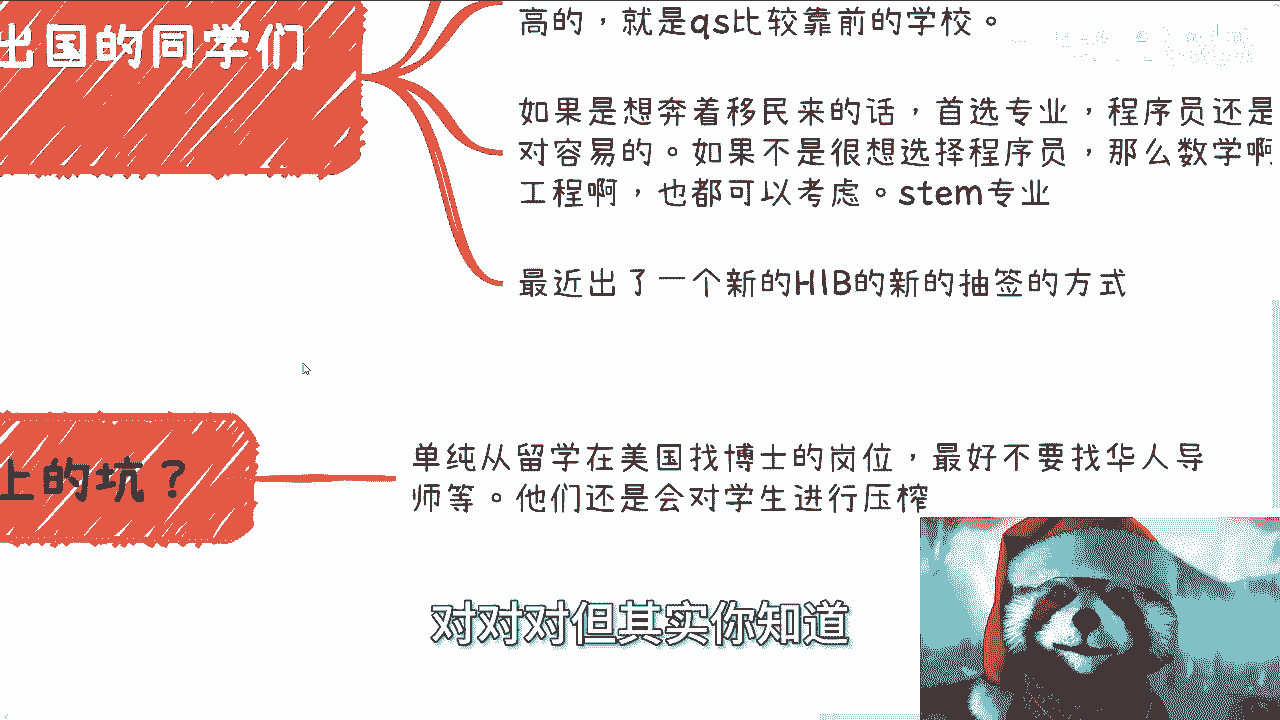 高的，就是qs比较靠前的学校。
出国的同学们
如果是想奔着移民来的话，首选专业，程序员还是
对容易的。如果不是很想选择程序员，那么数学啊
工程啊，也都可以考虑。stem专业
最近出了一个新的H1B的新的抽签的方式
上的坑？
单纯从留学在美国找博士的岗位，最好不要找华人导
师等。他们还是会对学生进行压榨
对对对但其实你知道